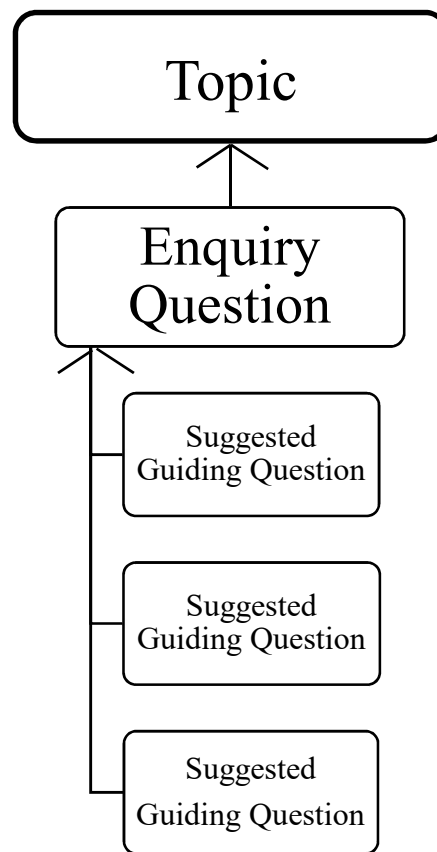 Topic
Enquiry
Question
Suggested
Guiding Question
Suggested
Guiding Question
Suggested
Guiding Question